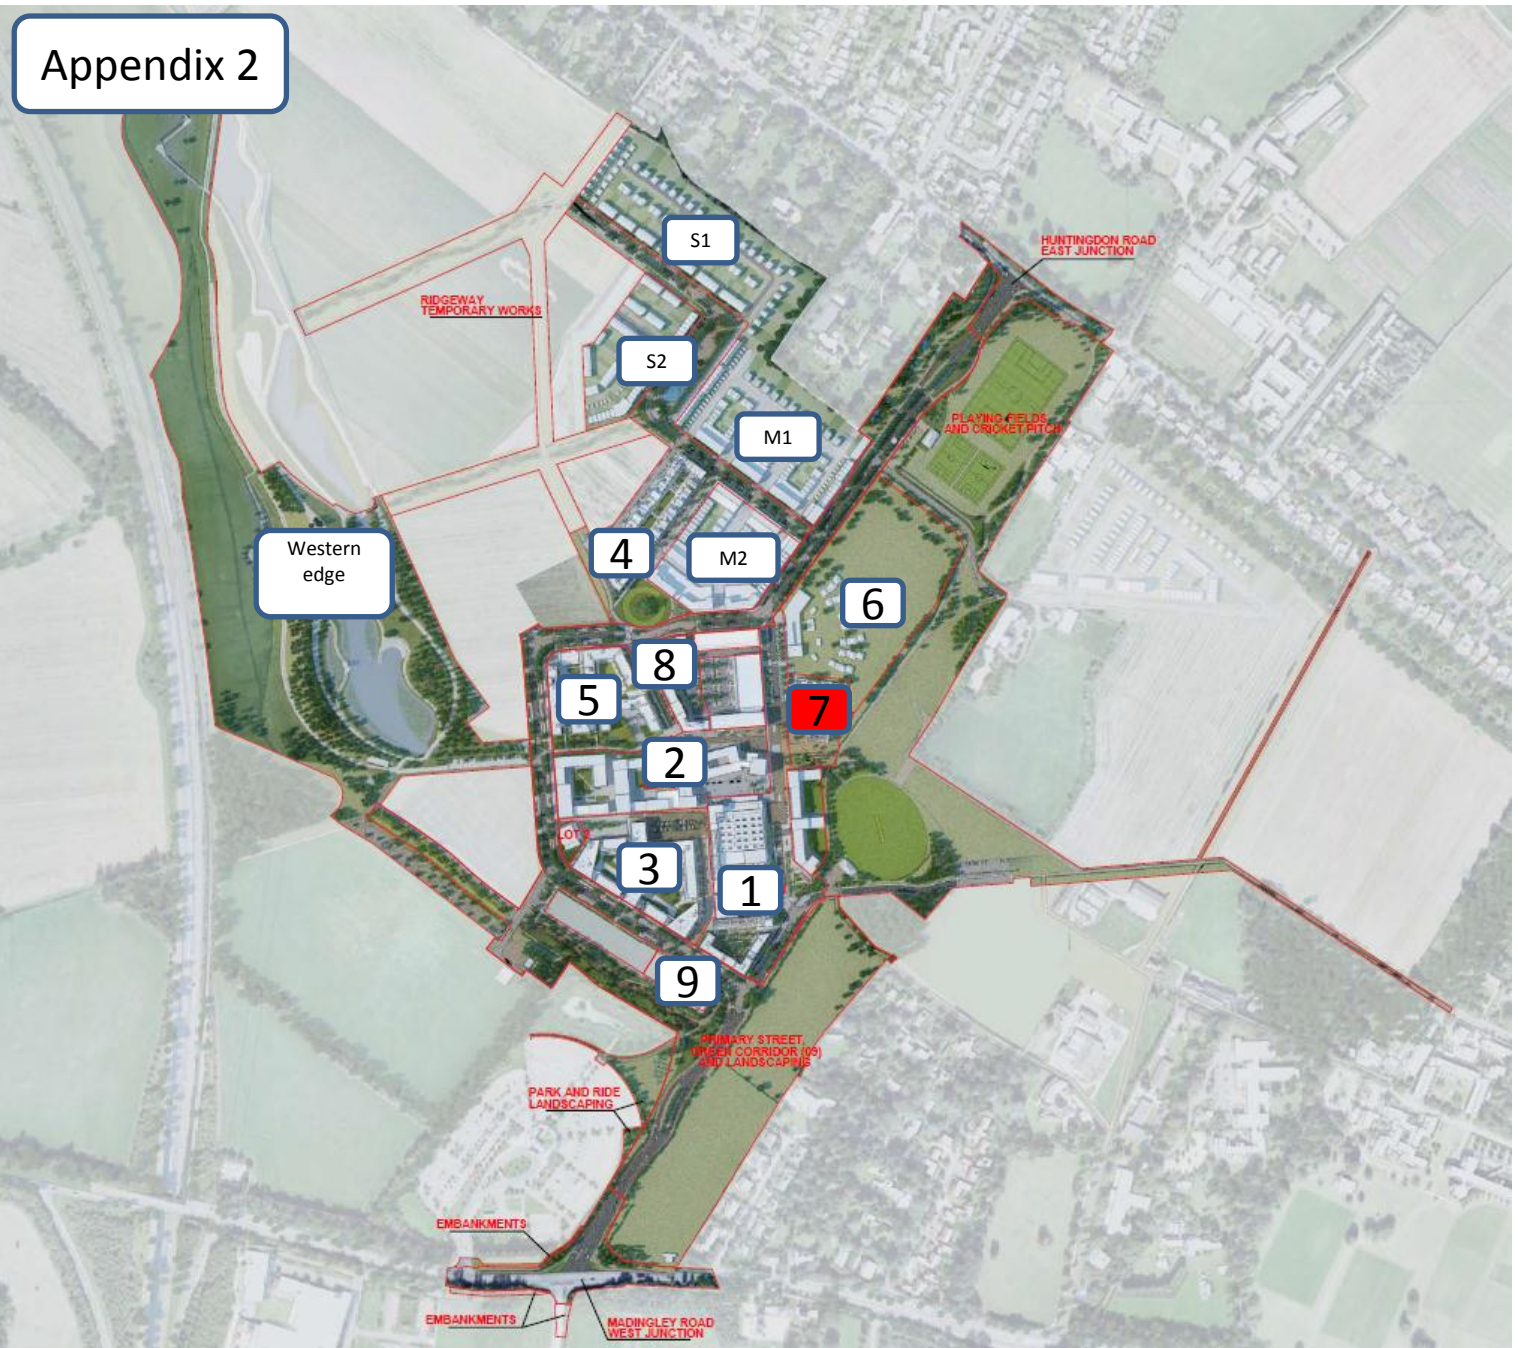 Appendix 2
S1
HUNTINGDON ROAD
EAST JUNCTION
RIDGEWAY
TEMPORARY WORKS
S2
PLAYING FIELDS
AND CRICKET PITCH
M1
Western
edge
4
M2
6
8
5
7
2
LOT
3
1
9
PRIMARY STREET,
GREEN CORRIDOR (09)
AND LANDSCAPING
PARK AND RIDE
LANDSCAPING
EMBANKMENTS
EMBANKMENTS
MADINGLEY ROAD
WEST JUNCTION